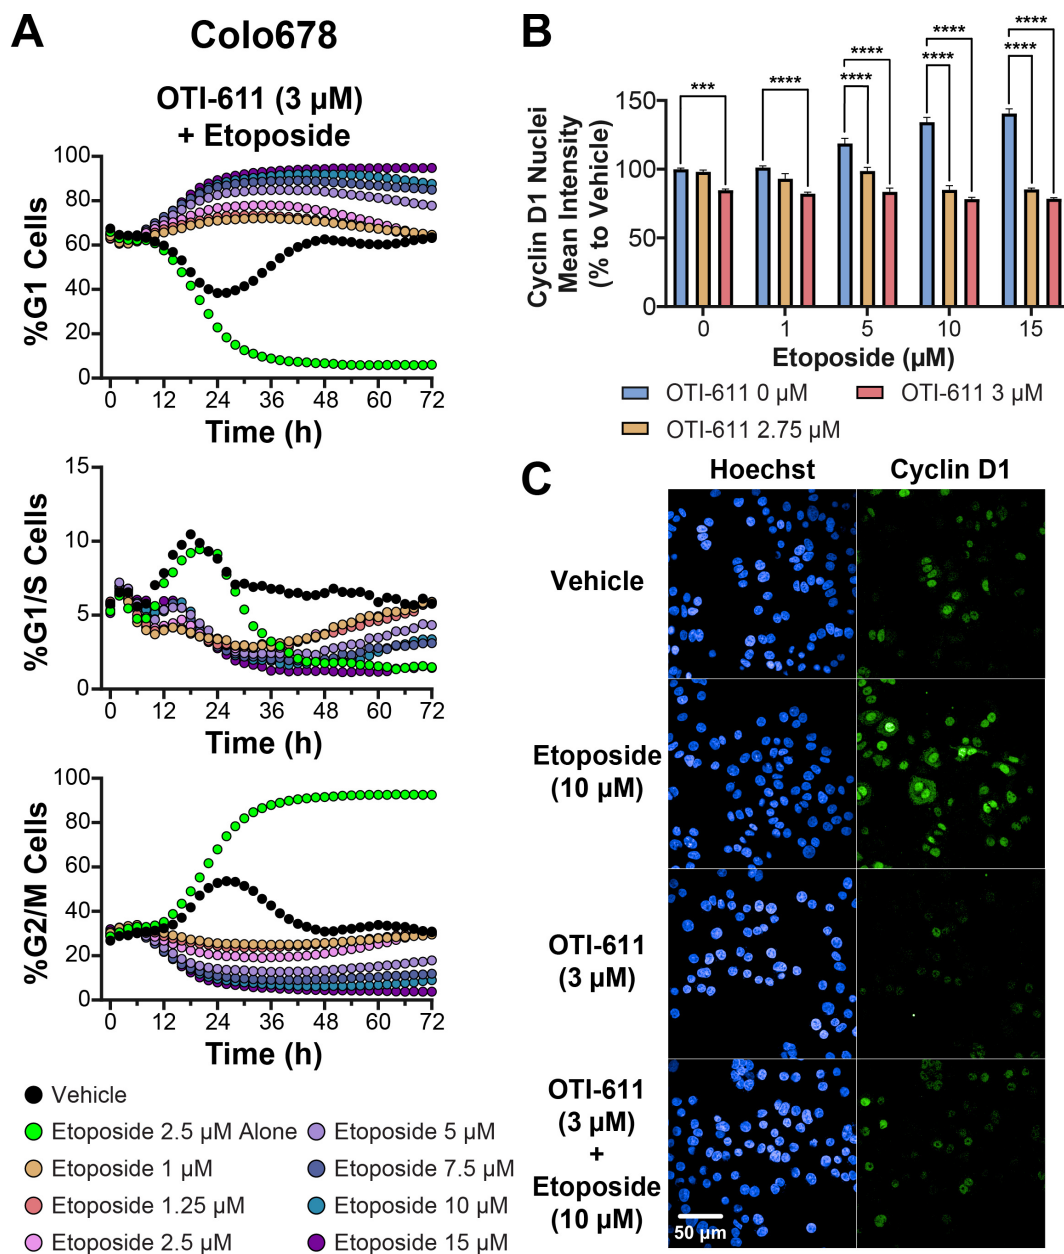 A
Colo678
OTI-611 (3 µM)
+ Etoposide
%G1 Cells
100
80
60
40
20
0
0 12 24 36 48 60 72
Time (h)
%G1/S Cells
15
10
5
0
0 12 24 36 48 60 72
Time (h)
%G2/M Cells
100
80
60
40
20
0
0 12 24 36 48 60 72
Time (h)
Vehicle
Etoposide 2.5 µM Alone
Etoposide 1 µM
Etoposide 1.25 µM
Etoposide 2.5 µM
Etoposide 5 µM
Etoposide 7.5 µM
Etoposide 10 µM
Etoposide 15 µM
B
Cyclin D1 Nuclei
Mean Intensity
(% to Vehicle)
150
100
50
0
***
****
****
****
****
****
****
****
0 1 5 10 15
Etoposide (µM)
OTI-611 0 µM
OTI-611 3 µM
OTI-611 2.75 µM
C
Hoechst
Cyclin D1
Vehicle
Etoposide
(10 µM)
OTI-611
(3 µM)
OTI-611
(3 µM)
+
Etoposide
(10 µM)
50 µm